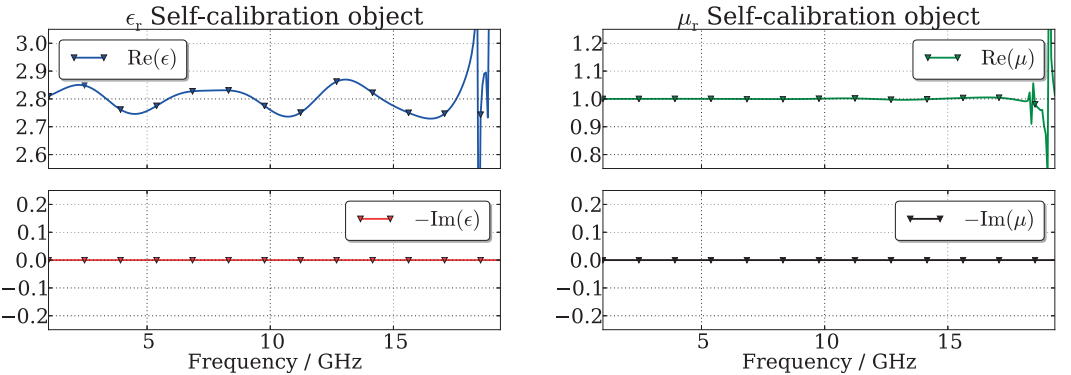 ϵr Self-calibration object
3.0
2.9
2.8
2.7
2.6
Re(ϵ)
0.2
0.1
0.0
−0.1
−0.2
−Im(ϵ)
5 10 15
Frequency / GHz
μr Self-calibration object
1.2
1.1
1.0
0.9
0.8
Re(μ)
0.2
0.1
0.0
−0.1
−0.2
−Im(μ)
5 10 15
Frequency / GHz